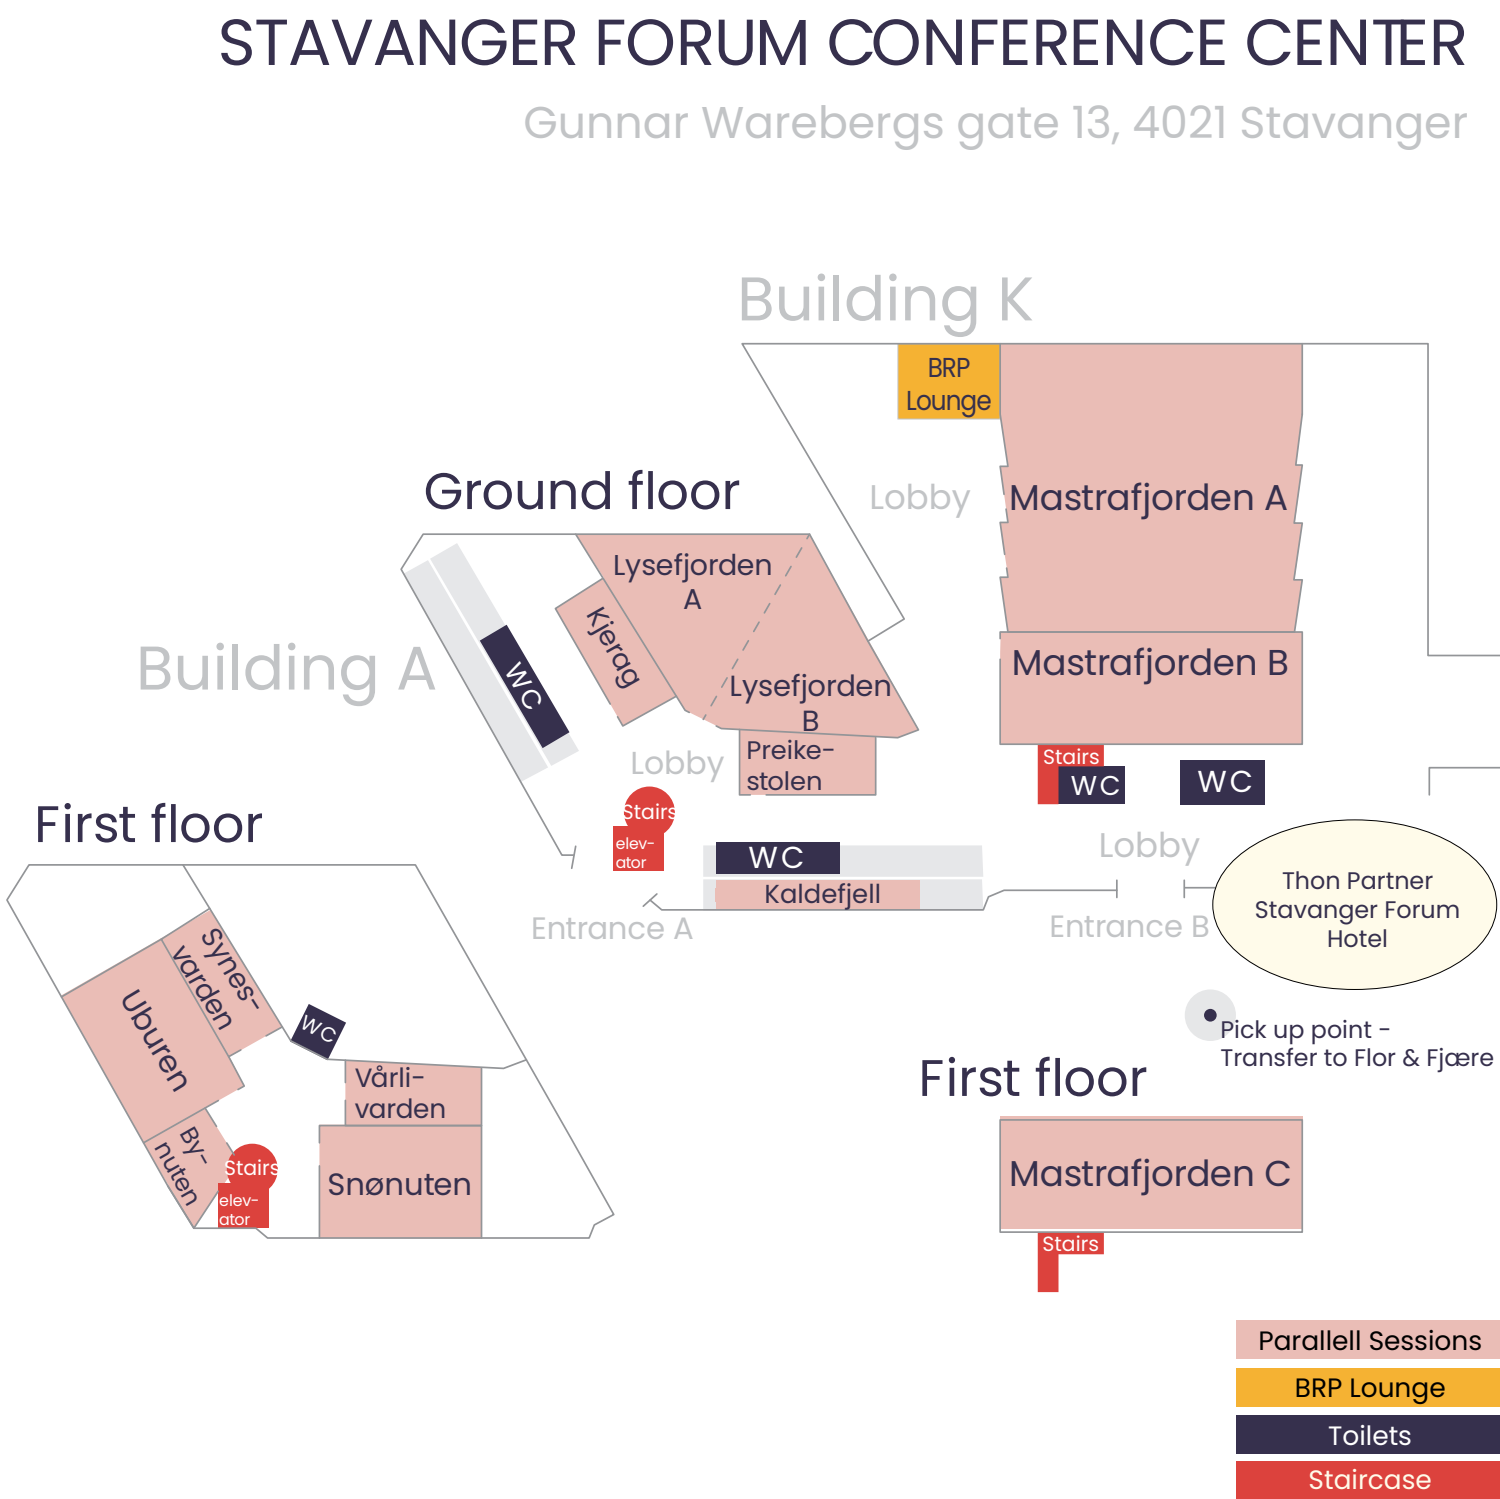 STAVANGER FORUM CONFERENCE CENTER
Gunnar Warebergs gate 13, 4021 Stavanger
Building K
BRP
Lounge
Ground floor
Lobby
Mastrafjorden A
Lysefjorden
A
Kjerag
Building A
WC
Mastrafjorden B
Lysefjorden
B
Lobby
Preike-
stolen
Stairs
WC
WC
First floor
Stairs
elev-
ator
WC
Lobby
Kaldefjell
Entrance A
Entrance B
Thon Partner
Stavanger Forum
Hotel
Synes-
varden
Uburen
WC
Pick up point -
Transfer to Flor & Fjære
Vårli-
varden
First floor
By-
nuten
Stairs
elev-
ator
Snønuten
Mastrafjorden C
Stairs
Parallell Sessions
BRP Lounge
Toilets
Staircase